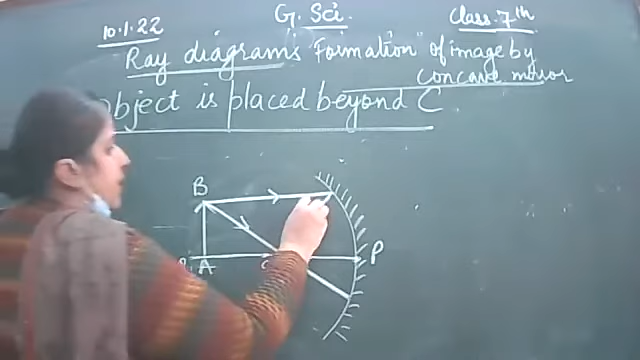 10.1.22
G. Sci
Class. 7th
Ray diagrams "Formation" of image by
concave mirror
object is placed beyond C
B
A
P